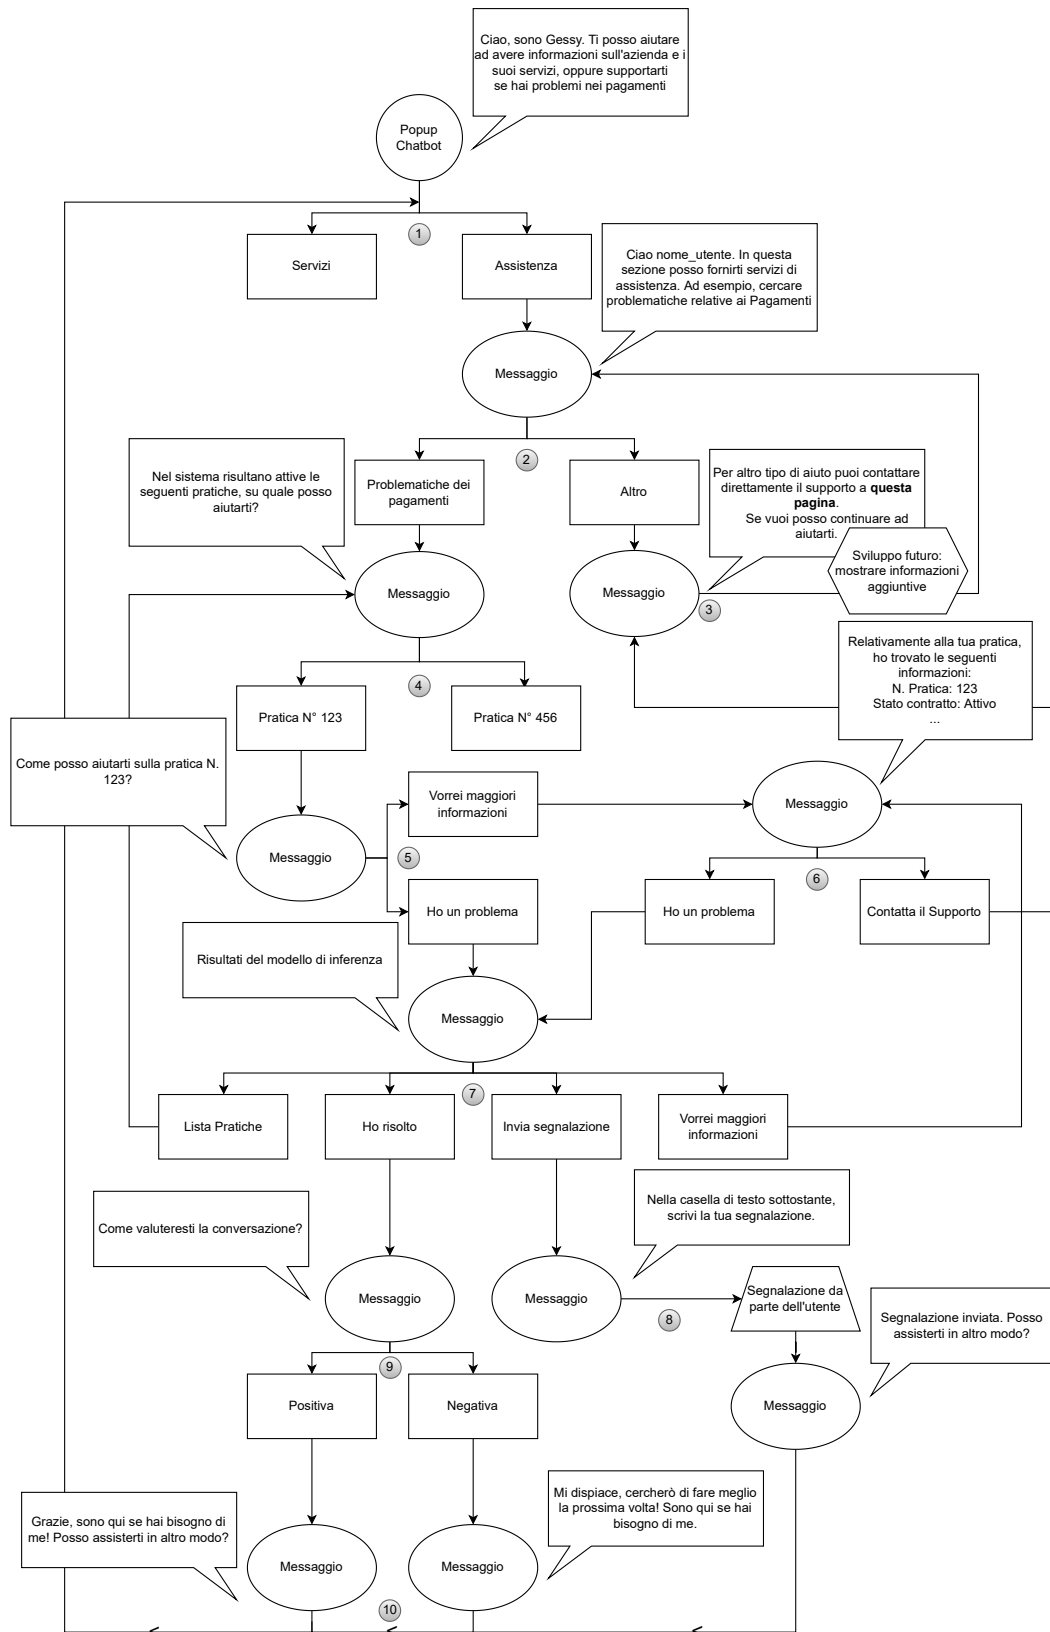 Ciao, sono Gessy. Ti posso aiutare
ad avere informazioni sull'azienda e i
suoi servizi, oppure supportarti
se hai problemi nei pagamenti
Popup
Chatbot
1
Servizi
Assistenza
Ciao nome_utente. In questa
sezione posso fornirti servizi di
assistenza. Ad esempio, cercare
problematiche relative ai Pagamenti
Messaggio
2
Nel sistema risultano attive le
seguenti pratiche, su quale posso
aiutarti?
Problematiche dei
pagamenti
Altro
Per altro tipo di aiuto puoi contattare
direttamente il supporto a questa
pagina.
Se vuoi posso continuare ad
aiutarti.
Sviluppo futuro:
mostrare informazioni
aggiuntive
Messaggio
Messaggio
3
Relativamente alla tua pratica,
ho trovato le seguenti
informazioni:
N. Pratica: 123
Stato contratto: Attivo
...
4
Pratica N° 123
Pratica N° 456
Come posso aiutarti sulla pratica N.
123?
Vorrei maggiori
informazioni
Messaggio
Messaggio
5
6
Ho un problema
Ho un problema
Contatta il Supporto
Risultati del modello di inferenza
Messaggio
7
Lista Pratiche
Ho risolto
Invia segnalazione
Vorrei maggiori
informazioni
Come valuteresti la conversazione?
Nella casella di testo sottostante,
scrivi la tua segnalazione.
Messaggio
Messaggio
8
Segnalazione da
parte dell'utente
Segnalazione inviata. Posso
assisterti in altro modo?
9
Positiva
Negativa
Messaggio
Grazie, sono qui se hai bisogno di
me! Posso assisterti in altro modo?
Mi dispiace, cercherò di fare meglio
la prossima volta! Sono qui se hai
bisogno di me.
Messaggio
Messaggio
10